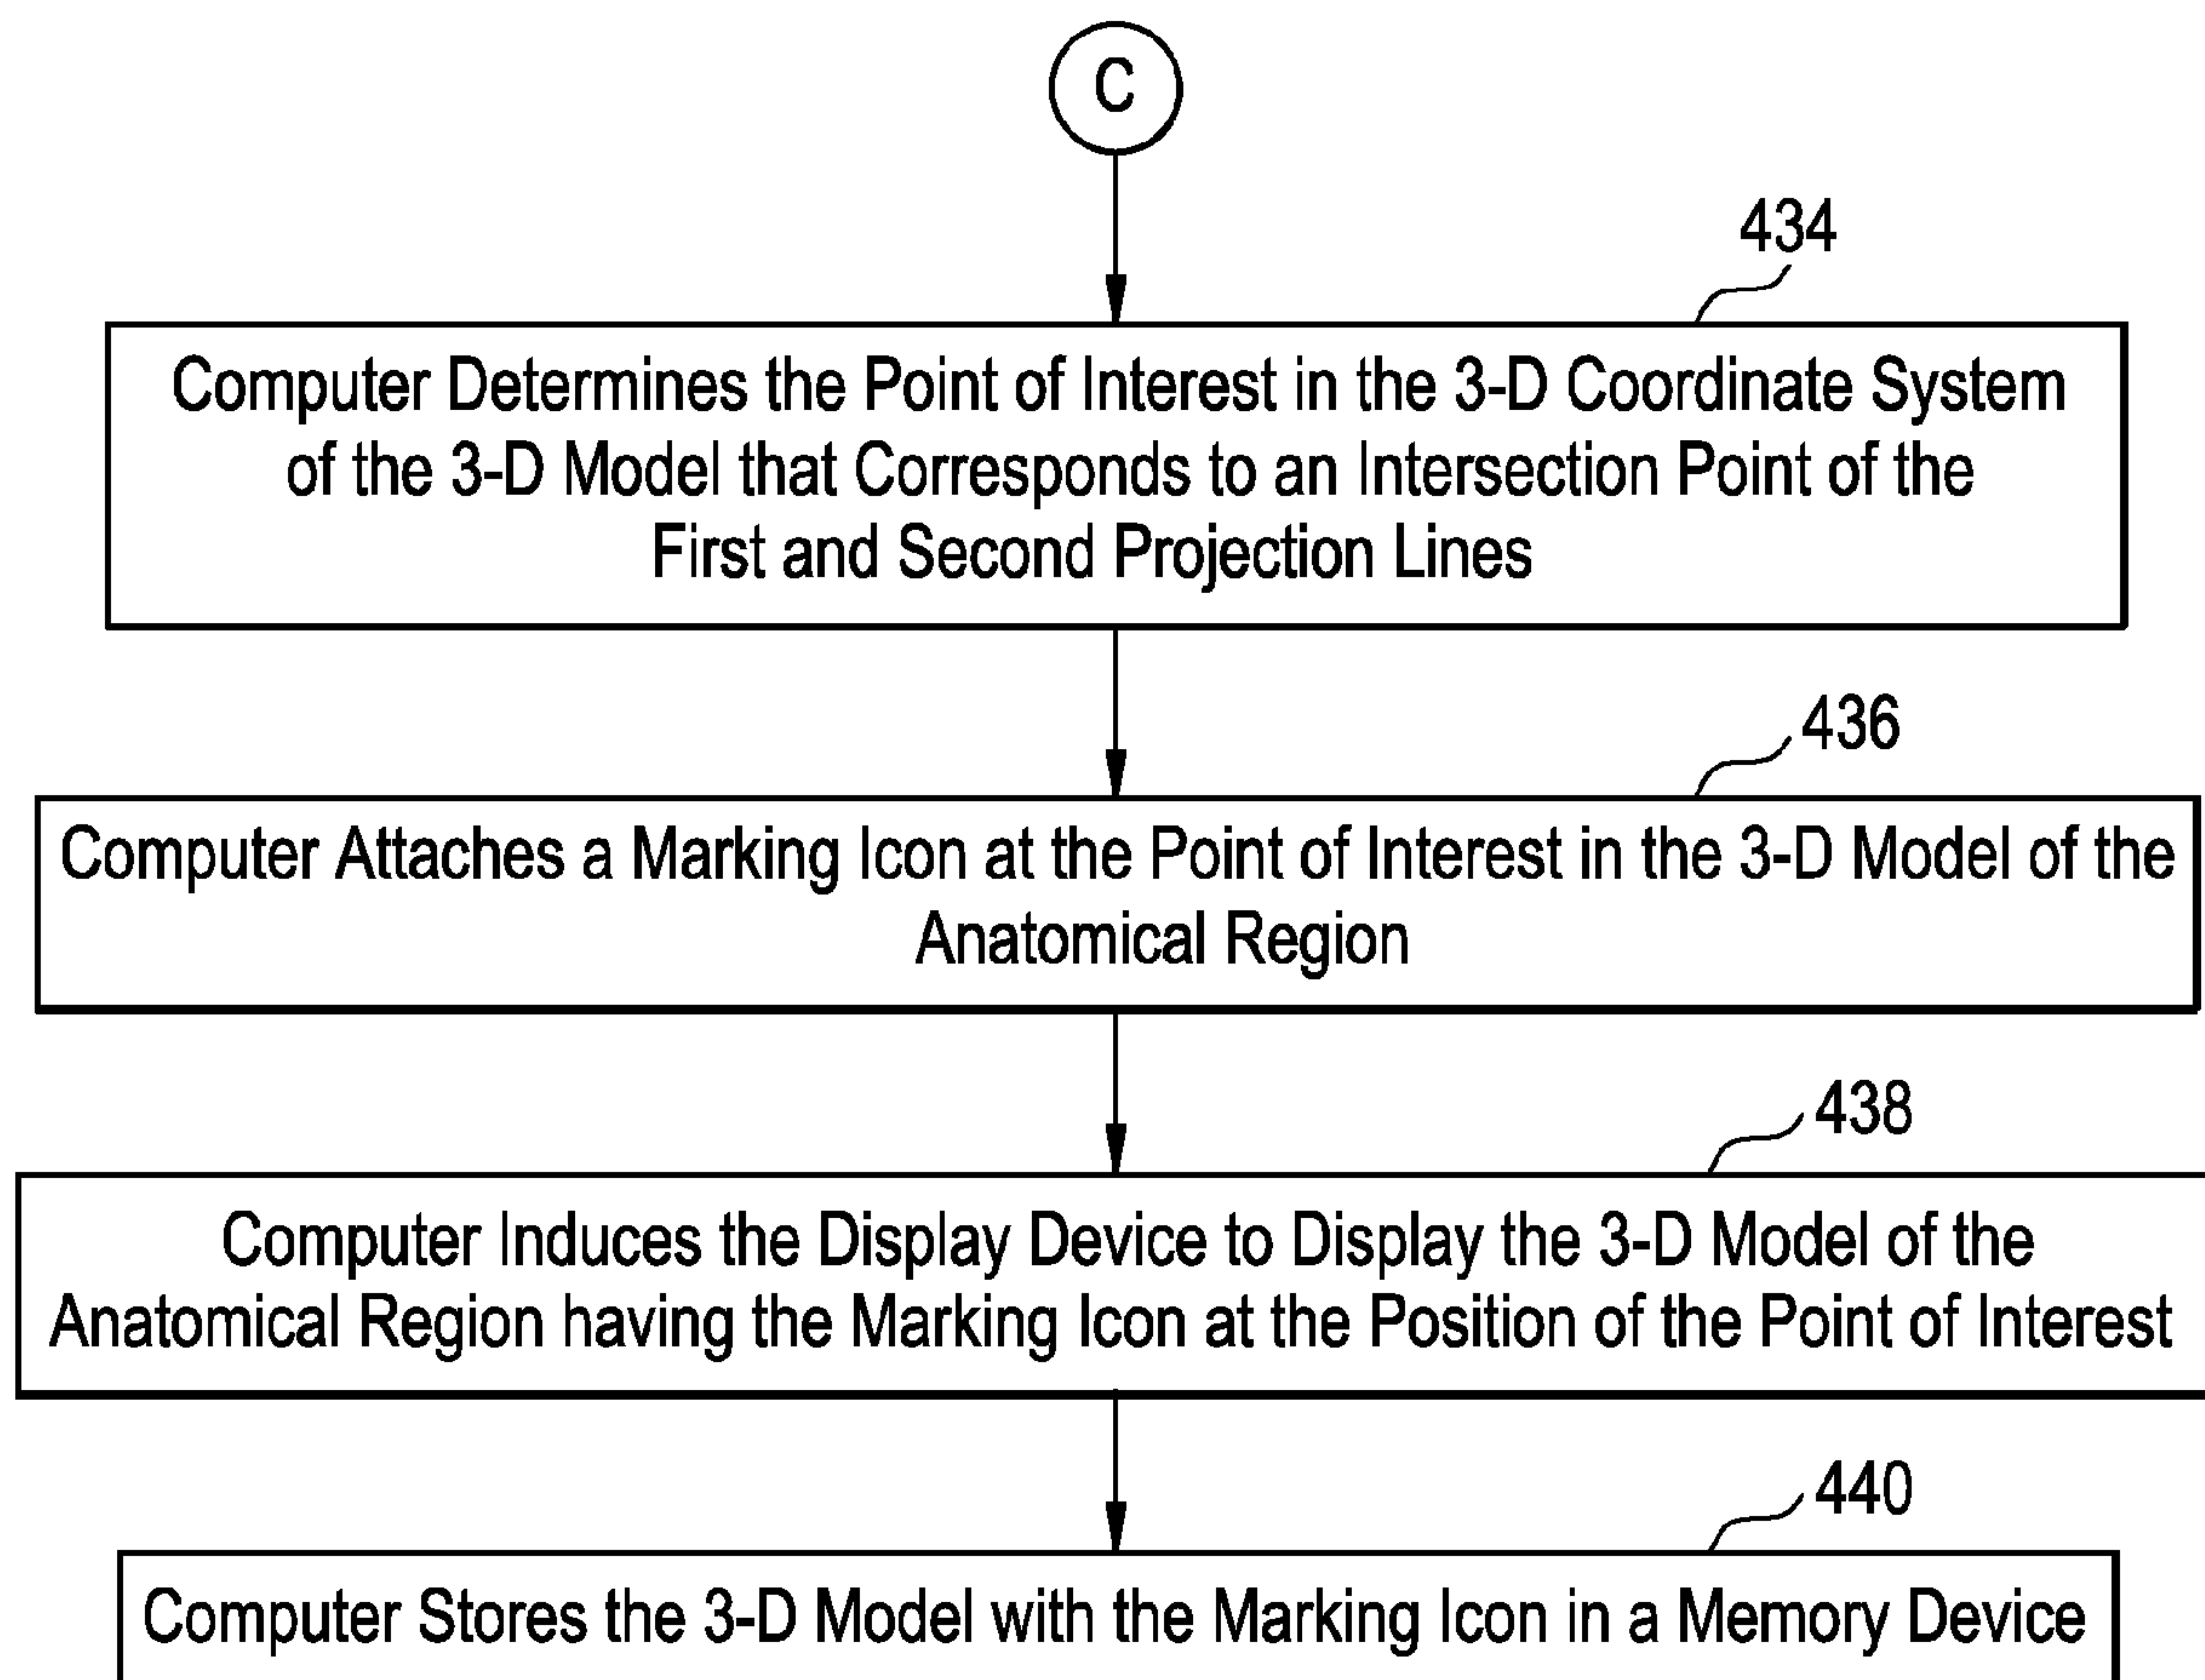 C
434
Computer Determines the Point of Interest in the 3-D Coordinate System
of the 3-D Model that Corresponds to an Intersection Point of the
First and Second Projection Lines
436
Computer Attaches a Marking Icon at the Point of Interest in the 3-D Model of the
Anatomical Region
438
Computer Induces the Display Device to Display the 3-D Model of the
Anatomical Region having the Marking Icon at the Position of the Point of Interest
440
Computer Stores the 3-D Model with the Marking Icon in a Memory Device